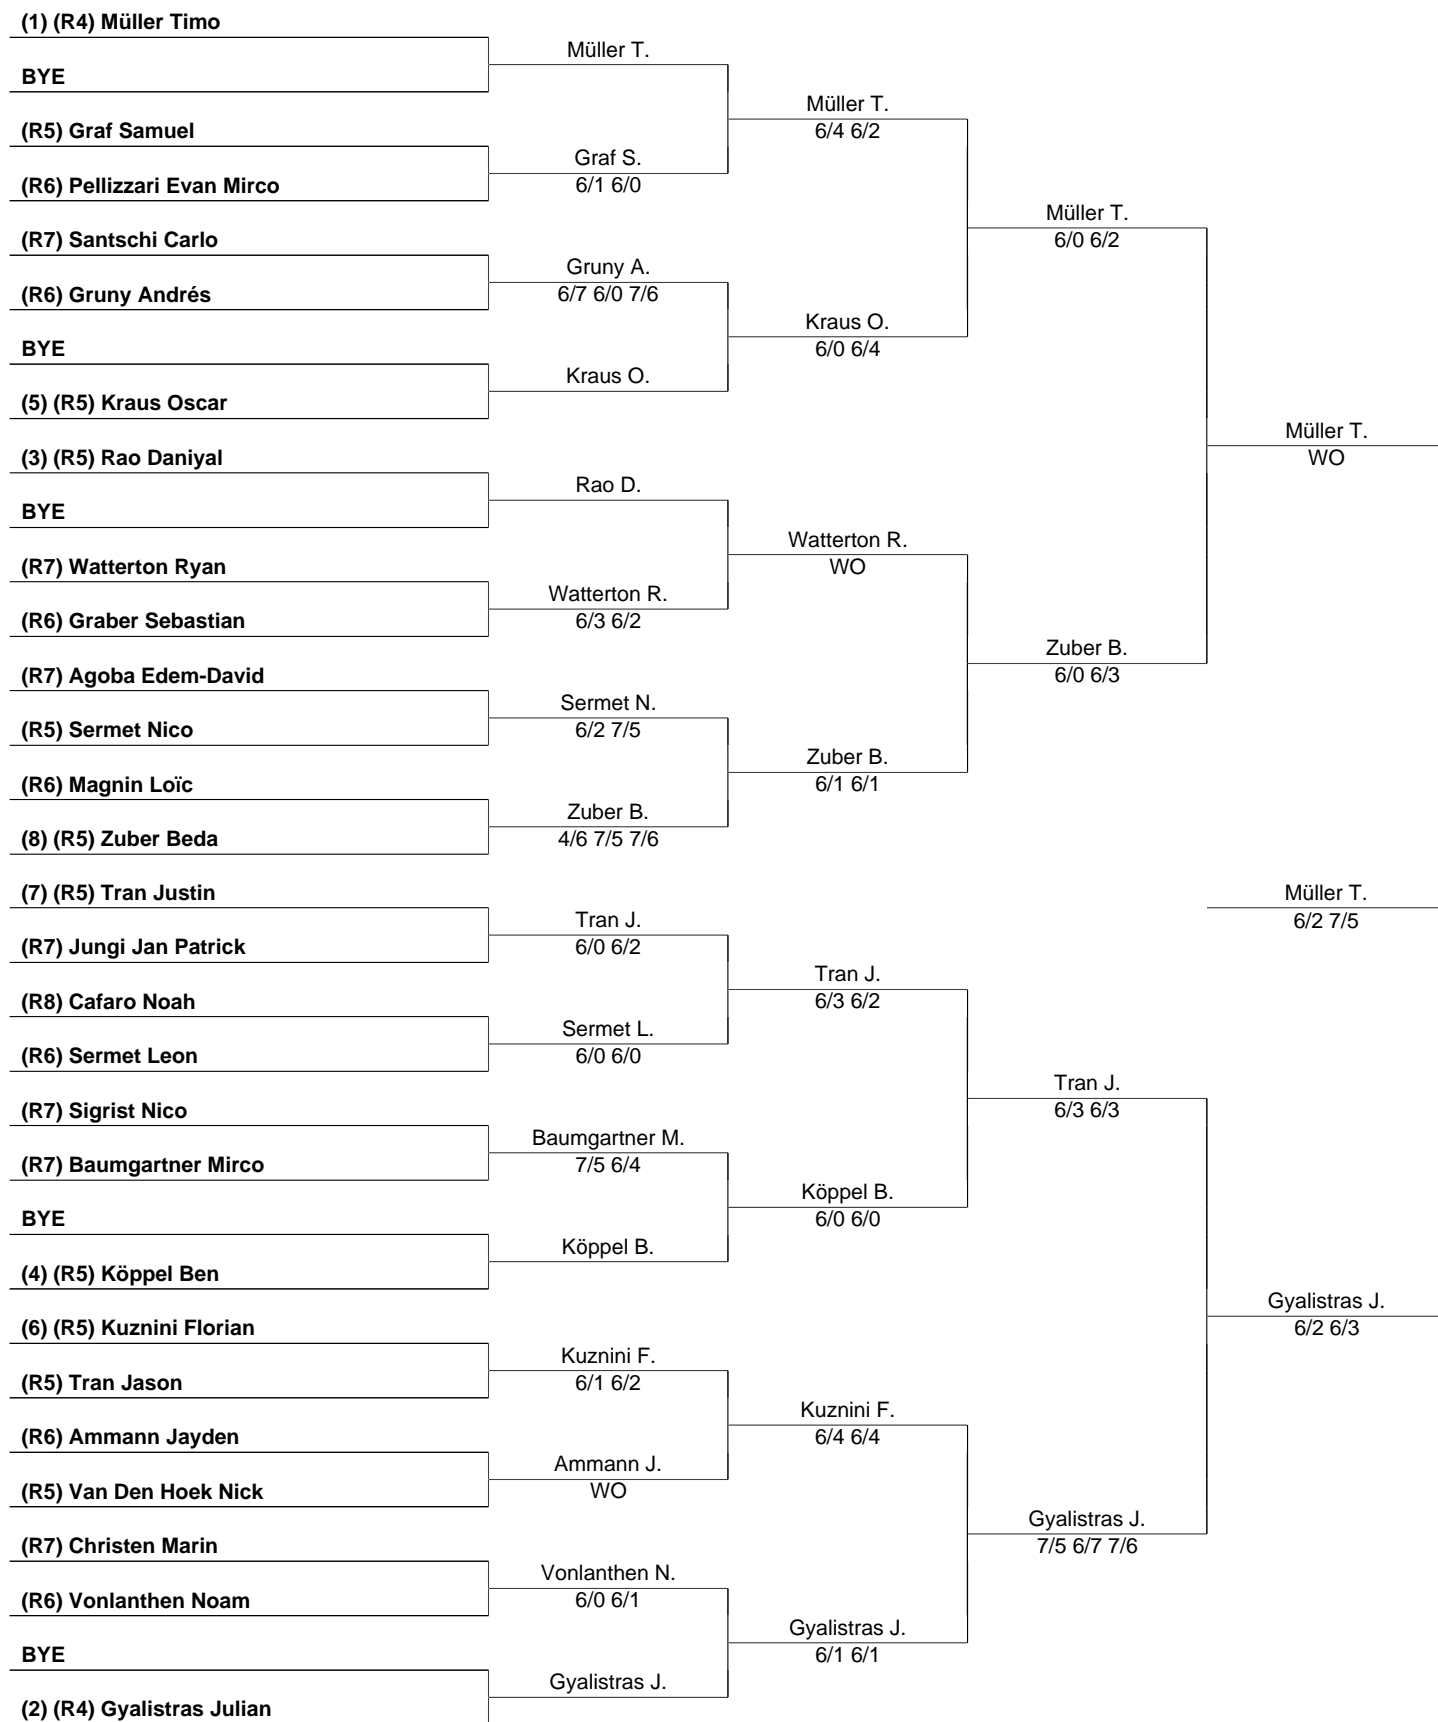 (1) (R4) Müller Timo
BYE
(R5) Graf Samuel
(R6) Pellizzari Evan Mirco
(R7) Santschi Carlo
(R6) Gruny Andrés
BYE
(5) (R5) Kraus Oscar
(3) (R5) Rao Daniyal
BYE
(R7) Watterton Ryan
(R6) Graber Sebastian
(R7) Agoba Edem-David
(R5) Sermet Nico
(R6) Magnin Loïc
(8) (R5) Zuber Beda
(7) (R5) Tran Justin
(R7) Jungi Jan Patrick
(R8) Cafaro Noah
(R6) Sermet Leon
(R7) Sigrist Nico
(R7) Baumgartner Mirco
BYE
(4) (R5) Köppel Ben
(6) (R5) Kuznini Florian
(R5) Tran Jason
(R6) Ammann Jayden
(R5) Van Den Hoek Nick
(R7) Christen Marin
(R6) Vonlanthen Noam
BYE
(2) (R4) Gyalistras Julian
Müller T.
Graf S.
6/1 6/0
Gruny A.
6/7 6/0 7/6
Kraus O.
Rao D.
Watterton R.
6/3 6/2
Sermet N.
6/2 7/5
Zuber B.
4/6 7/5 7/6
Tran J.
6/0 6/2
Sermet L.
6/0 6/0
Baumgartner M.
7/5 6/4
Köppel B.
Kuznini F.
6/1 6/2
Ammann J.
WO
Vonlanthen N.
6/0 6/1
Gyalistras J.
Müller T.
6/4 6/2
Kraus O.
6/0 6/4
Watterton R.
WO
Zuber B.
6/1 6/1
Tran J.
6/3 6/2
Köppel B.
6/0 6/0
Kuznini F.
6/4 6/4
Gyalistras J.
6/1 6/1
Müller T.
6/0 6/2
Zuber B.
6/0 6/3
Tran J.
6/3 6/3
Gyalistras J.
7/5 6/7 7/6
Müller T.
WO
Müller T.
6/2 7/5
Gyalistras J.
6/2 6/3